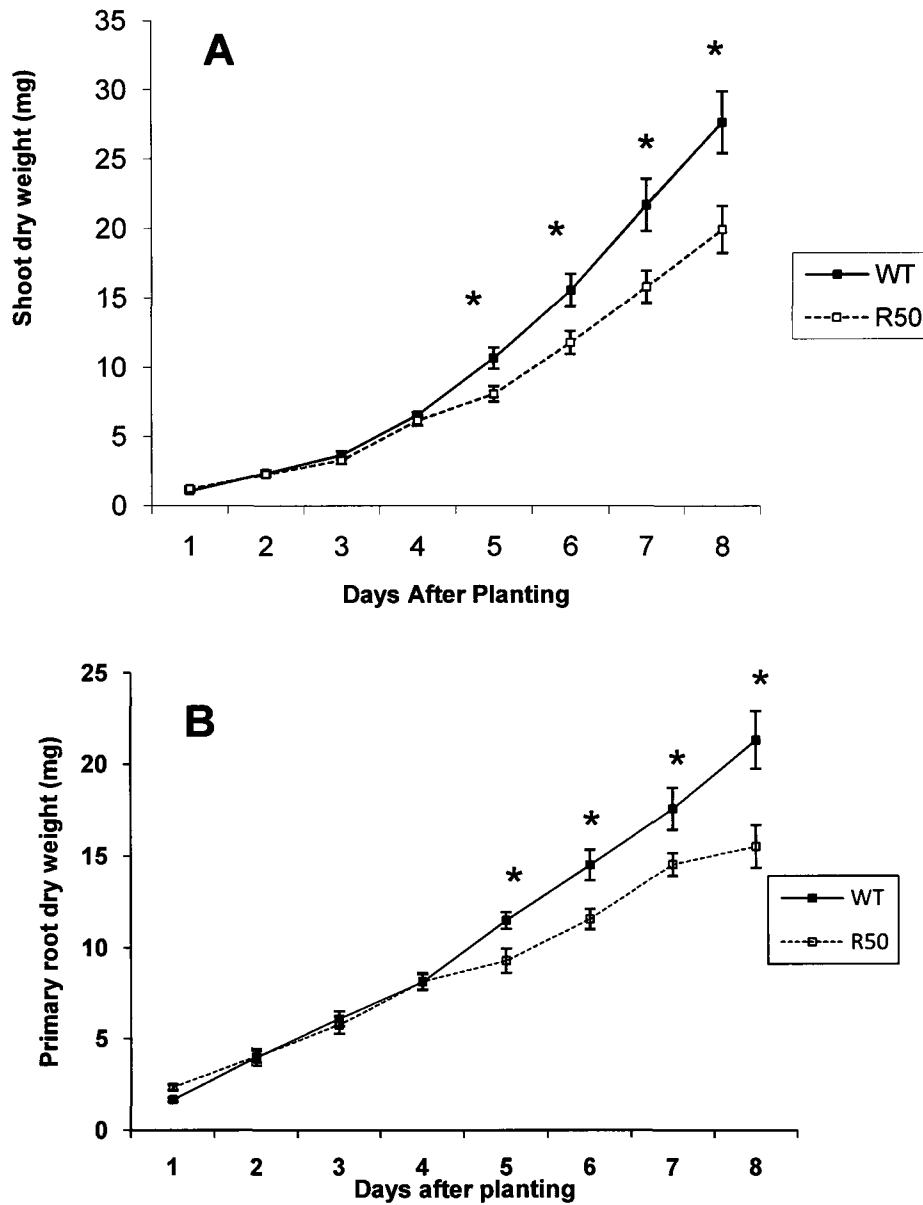 A
Shoot dry weight (mg)
35
30
25
20
15
10
5
0
* * * *
WT
R50
1 2 3 4 5 6 7 8
Days After Planting
B
Primary root dry weight (mg)
25
20
15
10
5
0
* * * *
WT
R50
1 2 3 4 5 6 7 8
Days after planting